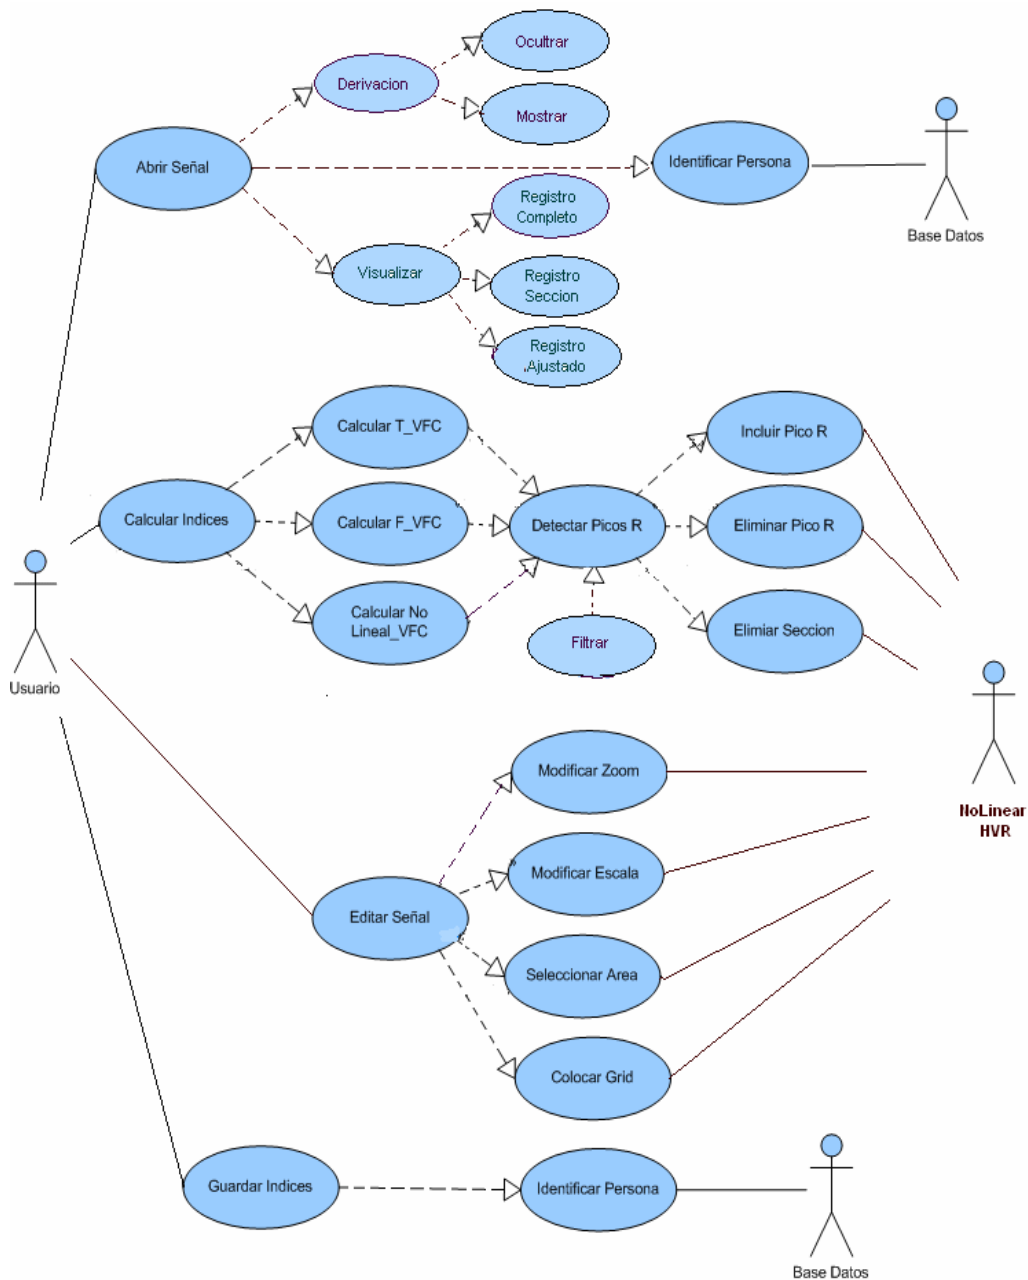 Ocultrar
Derivacion
Mostrar
Abrir Señal
Identificar Persona
Base Datos
Registro
Completo
Visualizar
Registro
Seccion
Registro
Ajustado
Calcular T_VFC
Incluir Pico R
Calcular Indices
Calcular F_VFC
Detectar Picos R
Eliminar Pico R
Calcular No
Lineal_VFC
Filtrar
Elimiar Seccion
Usuario
Modificar Zoom
NoLinear
HVR
Modificar Escala
Editar Señal
Seleccionar Area
Colocar Grid
Guardar Indices
Identificar Persona
Base Datos